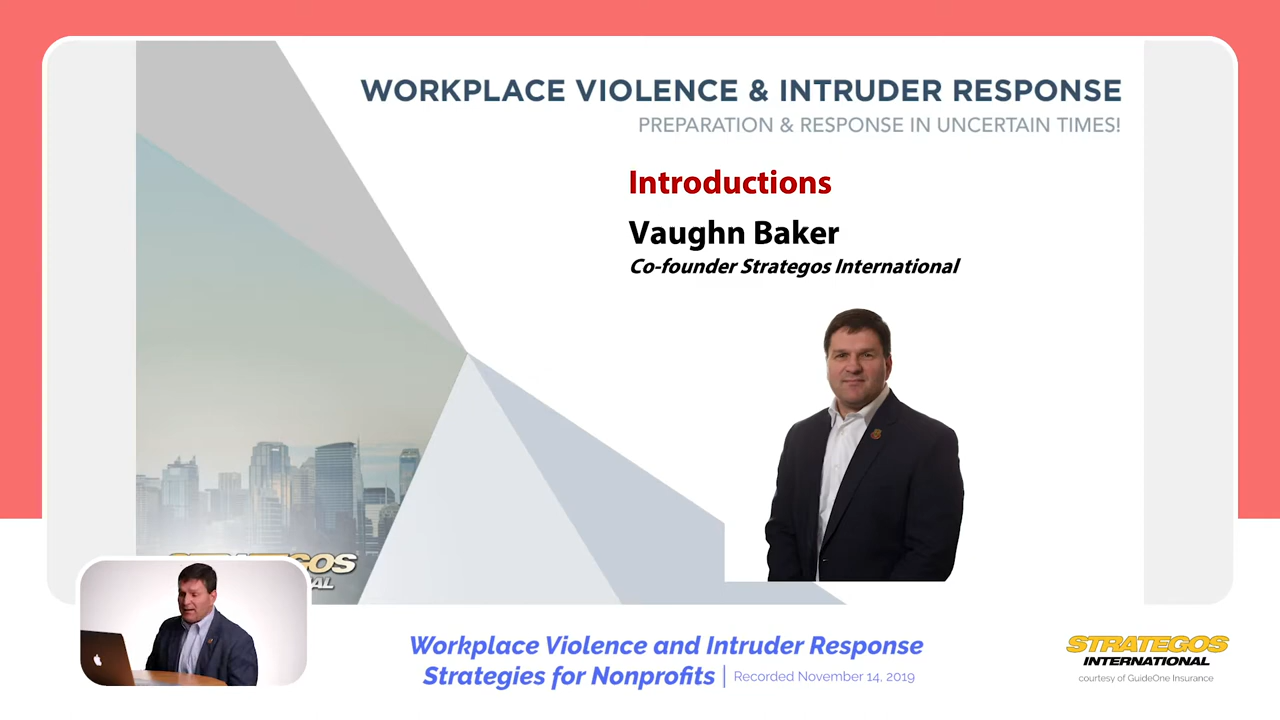 WORKPLACE VIOLENCE & INTRUDER RESPONSE
PREPARATION & RESPONSE IN UNCERTAIN TIMES!
Introductions
Vaughn Baker
Co-founder Strategos International
Workplace Violence and Intruder Response
Strategies for Nonprofits | Recorded November 14, 2019
STRATEGOS
INTERNATIONAL
courtesy of GuideOne Insurance